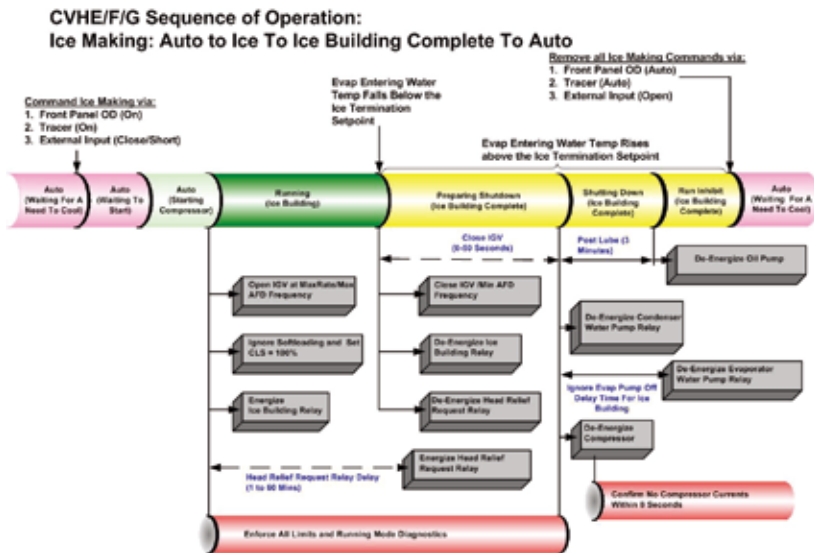 CVHE/F/G Sequence of Operation:
Ice Making: Auto to Ice To Ice Building Complete To Auto
Command Ice Making via:
1. Front Panel OD (On)
2. Tracer (On)
3. External Input (Close/Short)
Evap Entering Water
Temp Falls Below the
Ice Termination
Setpoint
Remove all Ice Making Commands via:
1. Front Panel OD (Auto)
2. Tracer (Auto)
3. External Input (Open)
Evap Entering Water Temp Rises
above the Ice Termination Setpoint
Auto
(Waiting For A
Need To Cool)
Auto
(Waiting To
Start)
Auto
(Starting
Compressor)
Running
(Ice Building)
Preparing Shutdown
(Ice Building Complete)
Shutting Down
(Ice Building
Complete)
Run Inhibit
(Ice Building
Complete)
Auto
(Waiting For A
Need To Cool)
Close IGV
(0-50 Seconds)
Post Lube (3
Minutes)
De-Energize Oil Pump
Open IGV at MaxRate/Max
AFD Frequency
Close IGV /Min AFD
Frequency
De-Energize Condenser
Water Pump Relay
Ignore Softloading and Set
CLS = 100%
De-Energize Ice
Building Relay
De-Energize Evaporator
Water Pump Relay
Ignore Evap Pump Off
Delay Time For Ice
Building
Energize
Ice Building Relay
De-Energize Head Relief
Request Relay
De-Energize
Compressor
Energize Head Relief
Request Relay
Head Relief Request Relay Delay
(1 to 60 Mins)
Confirm No Compressor Currents
Within 8 Seconds
Enforce All Limits and Running Mode Diagnostics